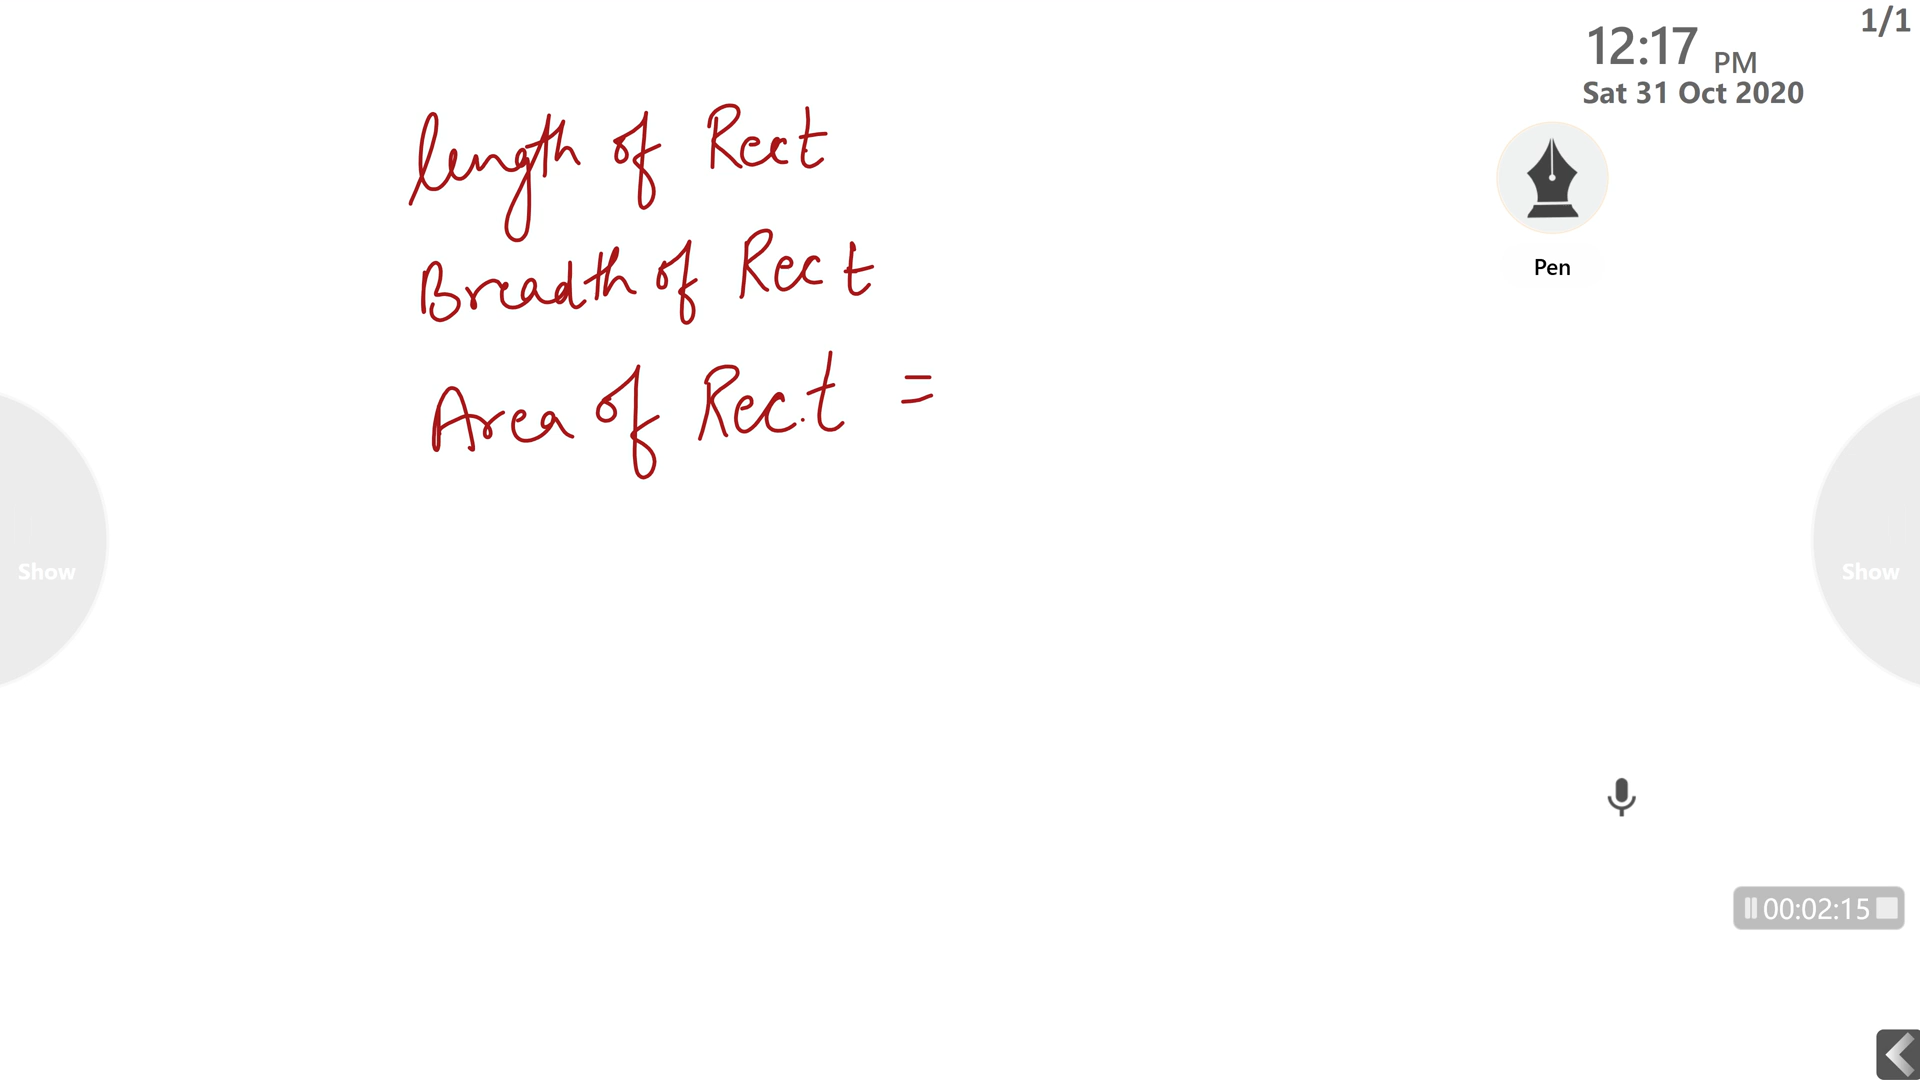 1/1
12:17 PM
Sat 31 Oct 2020
length of Rect
Pen
Breadth of Rect
Area of Rec.t =
Show
Show
00:02:15